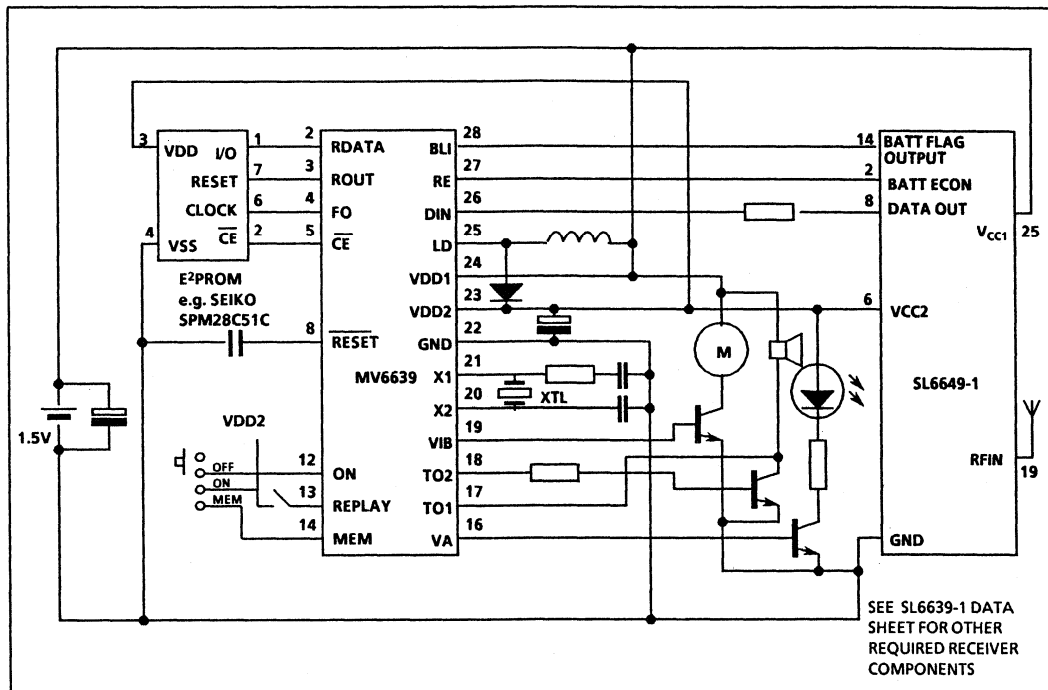 3
VDD
I/O
1
RESET
7
CLOCK
6
4
VSS
CE
2
E²PROM
e.g. SEIKO
SPM28C51C
2
RDATA
3
ROUT
4
FO
5
CE
8
RESET
MV6639
12
ON
13
REPLAY
14
MEM
BLI
28
RE
27
DIN
26
LD
25
VDD1
24
VDD2
23
GND
22
X1
21
X2
20
VIB
19
TO2
18
TO1
17
VA
16
XTL
M
1.5V
VDD2
OFF
ON
MEM
14
BATT FLAG
OUTPUT
2
BATT ECON
8
DATA OUT
VCC1
25
6
VCC2
SL6649-1
RFIN
19
GND
SEE SL6639-1 DATA
SHEET FOR OTHER
REQUIRED RECEIVER
COMPONENTS